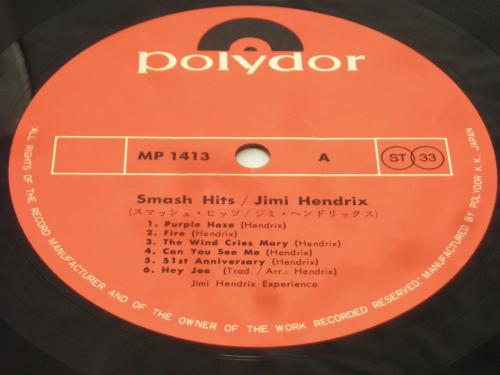 polydor
MP 1413
A
ST 33
Smash Hits / Jimi Hendrix
(スマッシュ・ヒッツ/ジミ・ヘンドリックス)
1. Purple Haze (Hendrix)
2. Fire (Hendrix)
3. The Wind Cries Mary (Hendrix)
4. Can You See Me (Hendrix)
5. 51st Anniversary (Hendrix)
6. Hey Joe (Trad. / Arr.: Hendrix)
Jimi Hendrix Experience
"ALL RIGHTS OF THE RECORD MANUFACTURER AND OF THE OWNER OF THE WORK RECORDED RESERVED." MANUFACTURED BY POLYDOR K. K., JAPAN